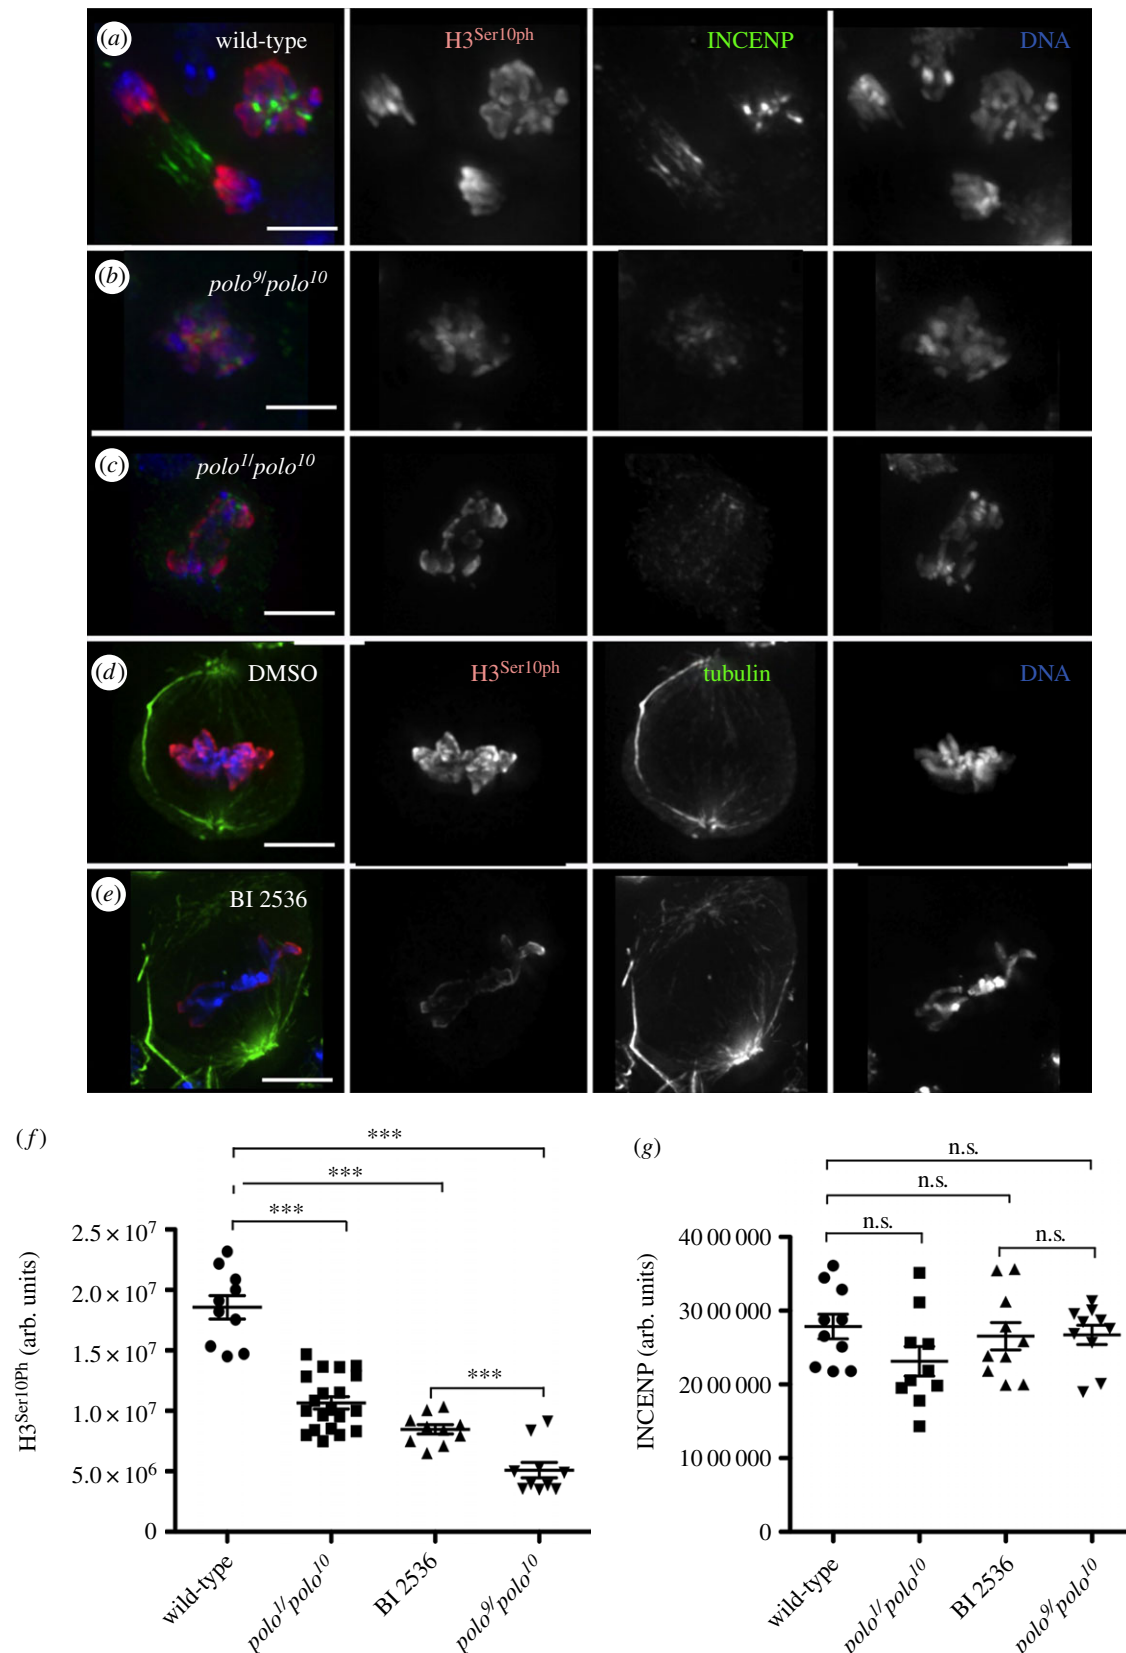 (a) wild-type H3Ser10ph INCENP DNA
(b) polo9/polo10
(c) polo1/polo10
(d) DMSO H3Ser10ph tubulin DNA
(e) BI 2536
(f)
***
***
***
2.5 × 10⁷
2.0 × 10⁷
1.5 × 10⁷
1.0 × 10⁷
5.0 × 10⁶
0
***
H3Ser10Ph (arb. units)
wild-type
polo1/polo10
BI 2536
polo9/polo10
(g)
n.s.
n.s.
n.s.
n.s.
40 00 000
30 00 000
20 00 000
10 00 000
0
INCENP (arb. units)
wild-type
polo1/polo10
BI 2536
polo9/polo10